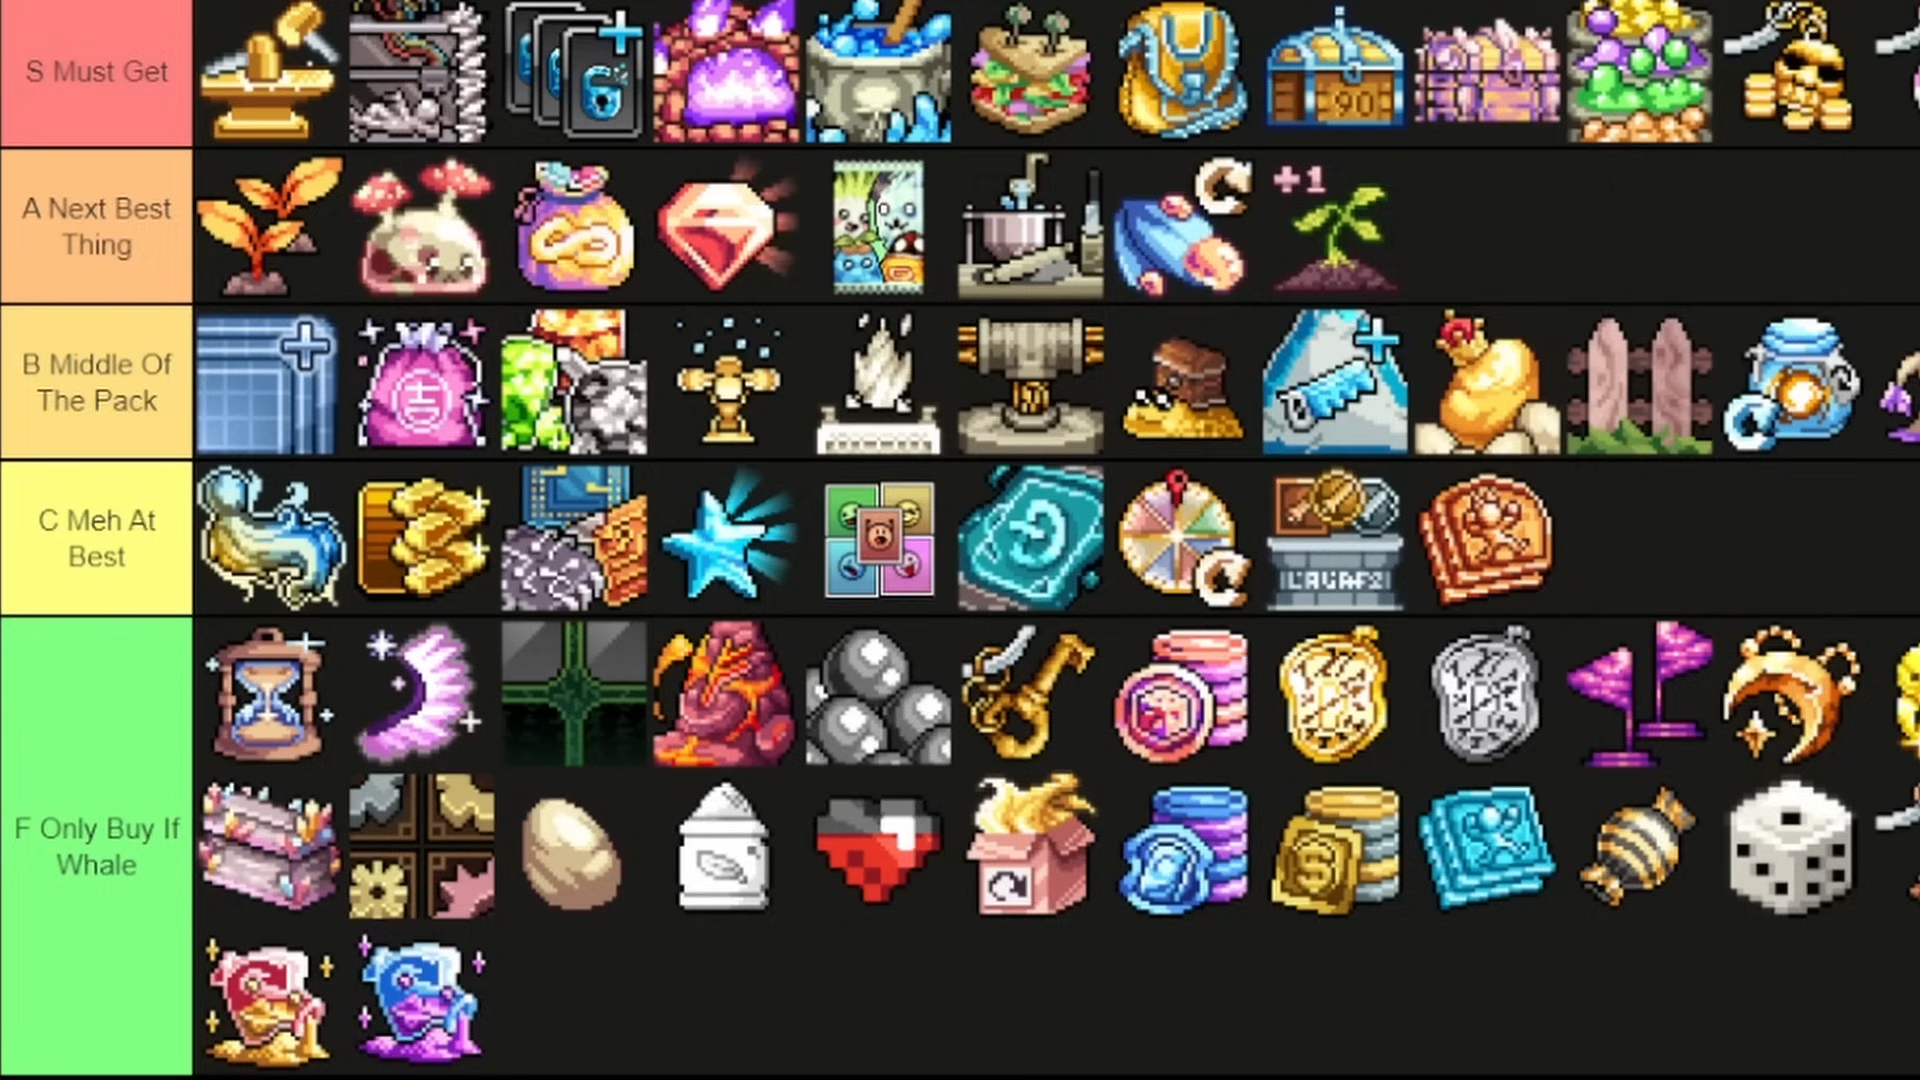 S Must Get
90
A Next Best
Thing
+1
B Middle Of
The Pack
C Meh At
Best
F Only Buy If
Whale
$